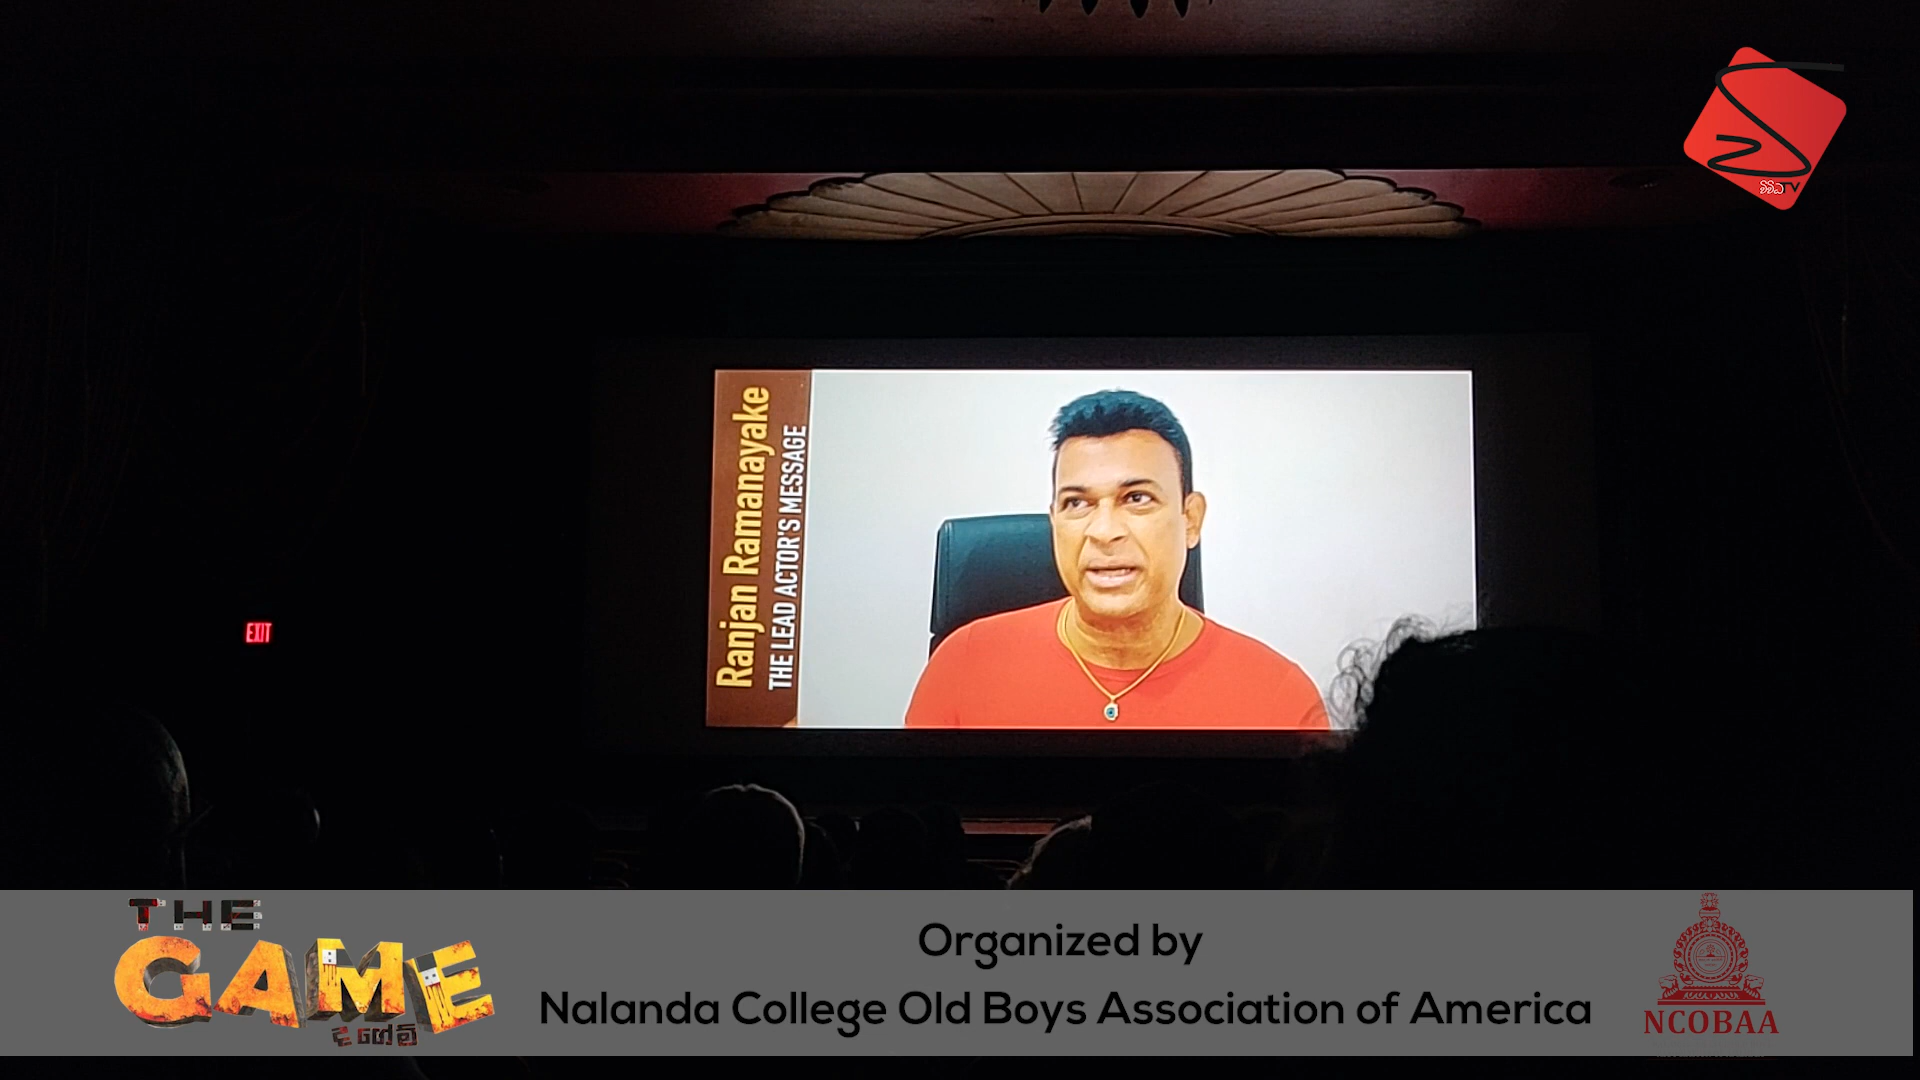 විවිධ TV
Ranjan Ramanayake
THE LEAD ACTOR'S MESSAGE
EXIT
THE
GAME
ද ගේම්
Organized by
Nalanda College Old Boys Association of America
NCOBAA